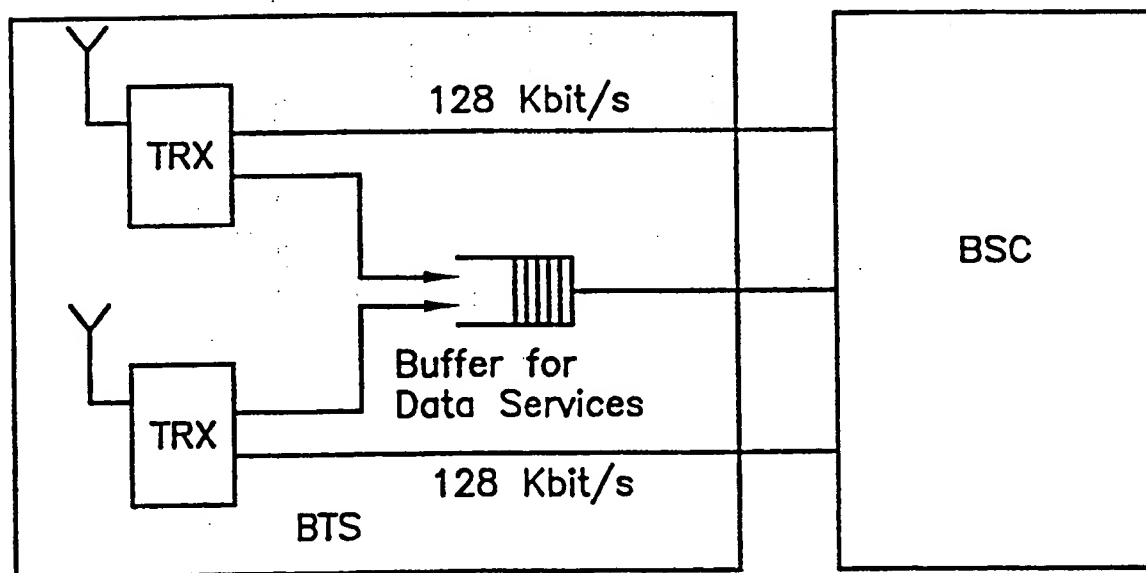 128 Kbit/s
TRX
BSC
Buffer for
Data Services
TRX
128 Kbit/s
BTS